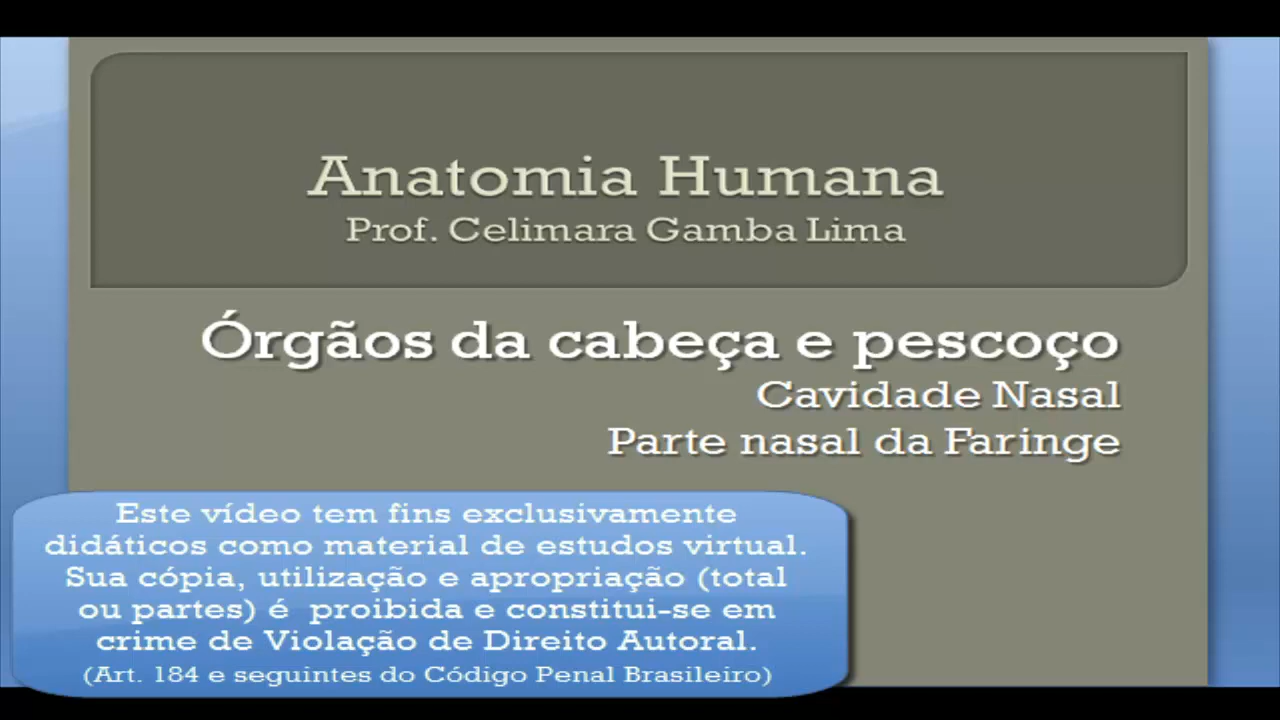 Anatomia Humana
Prof. Celimara Gamba Lima
Órgãos da cabeça e pescoço
Cavidade Nasal
Parte nasal da Faringe
Este vídeo tem fins exclusivamente
didáticos como material de estudos virtual.
Sua cópia, utilização e apropriação (total
ou partes) é proibida e constitui-se em
crime de Violação de Direito Autoral.
(Art. 184 e seguintes do Código Penal Brasileiro)